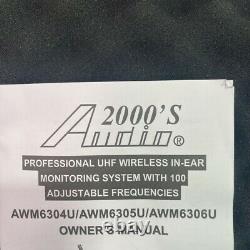 2000'S
Audio®
PROFESSIONAL UHF WIRELESS IN-EAR
MONITORING SYSTEM WITH 100
ADJUSTABLE FREQUENCIES
AWM6304U/AWM6305U/AWM6306U
OWNER'S MANUAL